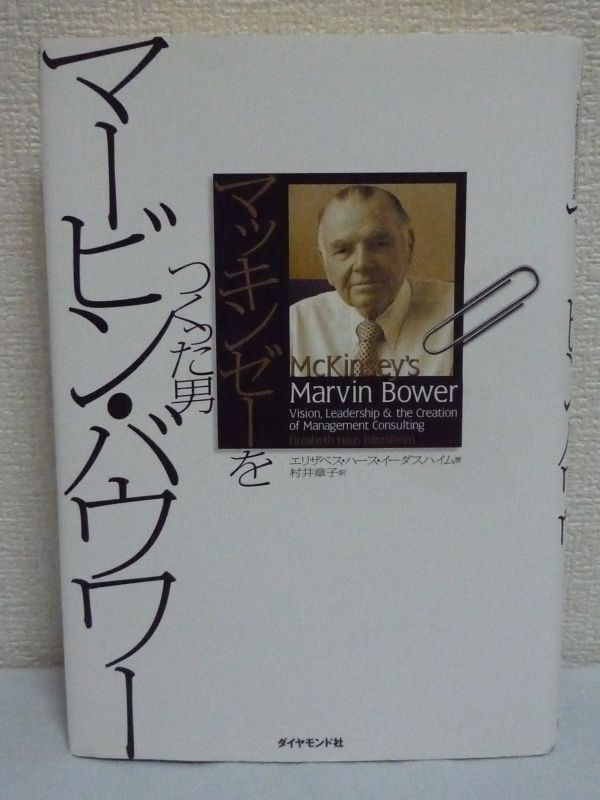 マッキンゼーを
つくった男
マービン・バウワー
McKinsey's
Marvin Bower
Vision, Leadership & the Creation
of Management Consulting
Elizabeth Haas Edersheim
エリザベス・ハース・イーダスハイム著
村井章子訳
ダイヤモンド社